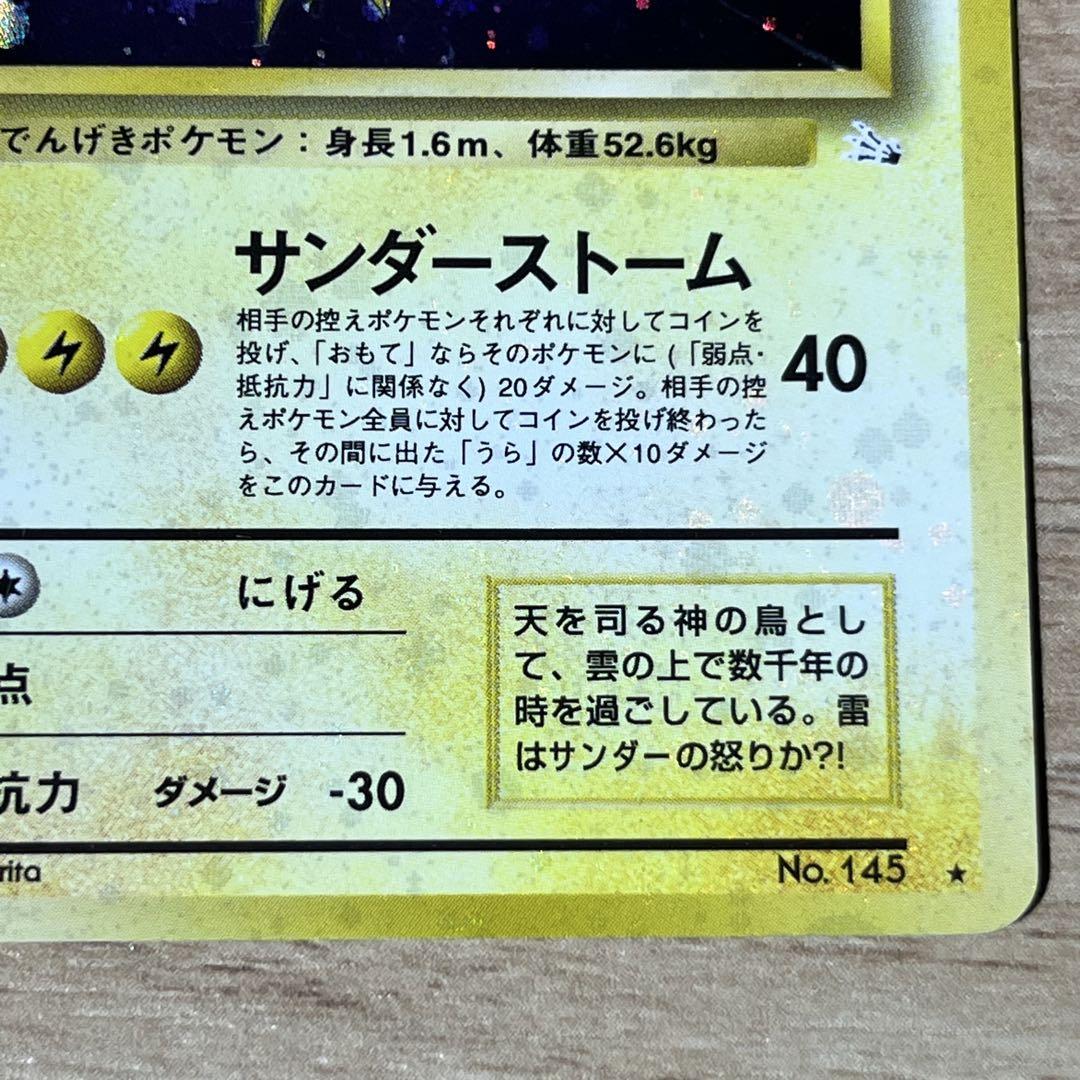 でんげきポケモン：身長1.6m、体重52.6kg
サンダーストーム
相手の控えポケモンそれぞれに対してコインを
投げ、「おもて」ならそのポケモンに (「弱点・
抵抗力」に関係なく) 20ダメージ。相手の控
えポケモン全員に対してコインを投げ終わった
ら、その間に出た「うら」の数×10ダメージ
をこのカードに与える。
40
にげる
点
抗力 ダメージ -30
天を司る神の鳥とし
て、雲の上で数千年の
時を過ごしている。雷
はサンダーの怒りか?!
rita
No. 145 ★